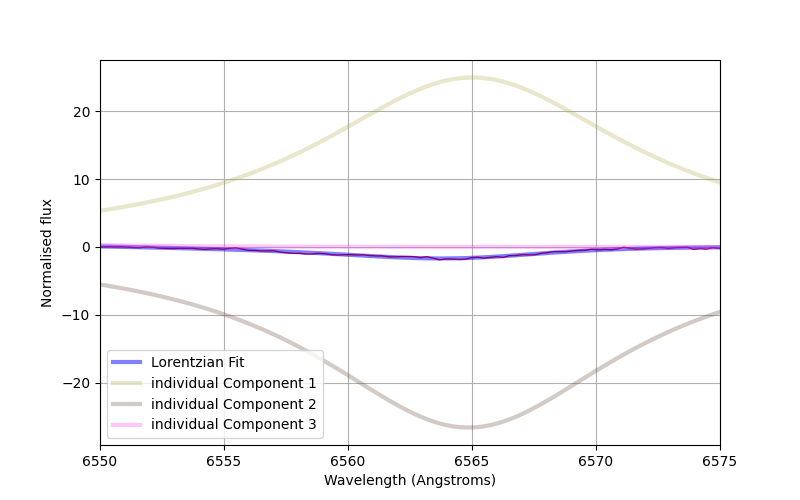 20
10
0
−10
−20
Normalised flux
Lorentzian Fit
individual Component 1
individual Component 2
individual Component 3
6550 6555 6560 6565 6570 6575
Wavelength (Angstroms)